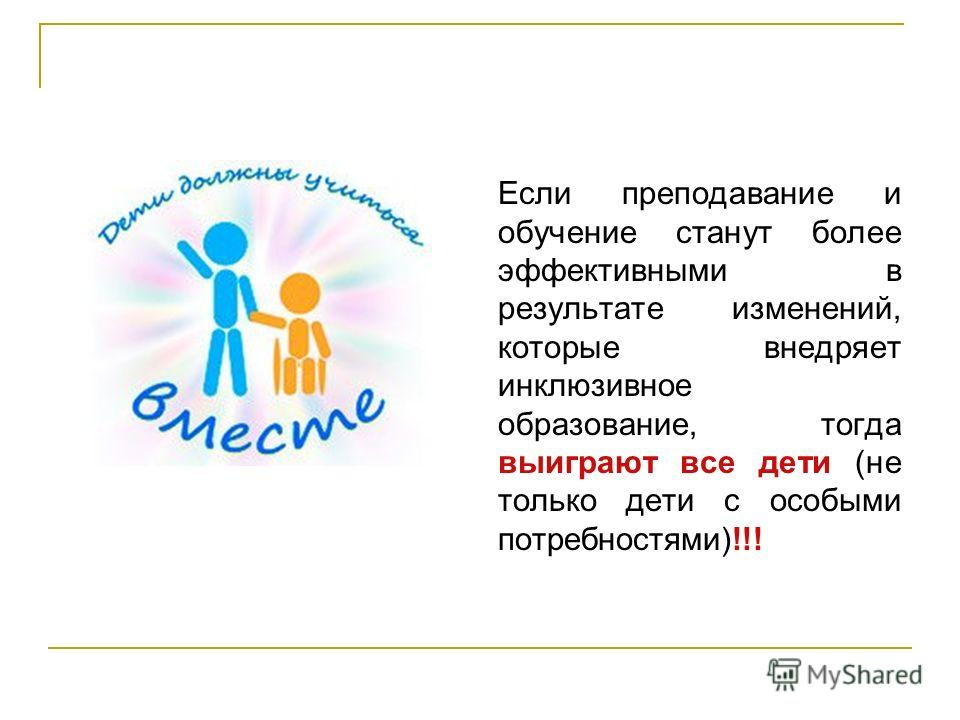 Дети должны учиться
вместе
Если преподавание и
обучение станут более
эффективными в
результате изменений,
которые внедряет
инклюзивное
образование, тогда
выиграют все дети (не
только дети с особыми
потребностями)!!!
MyShared